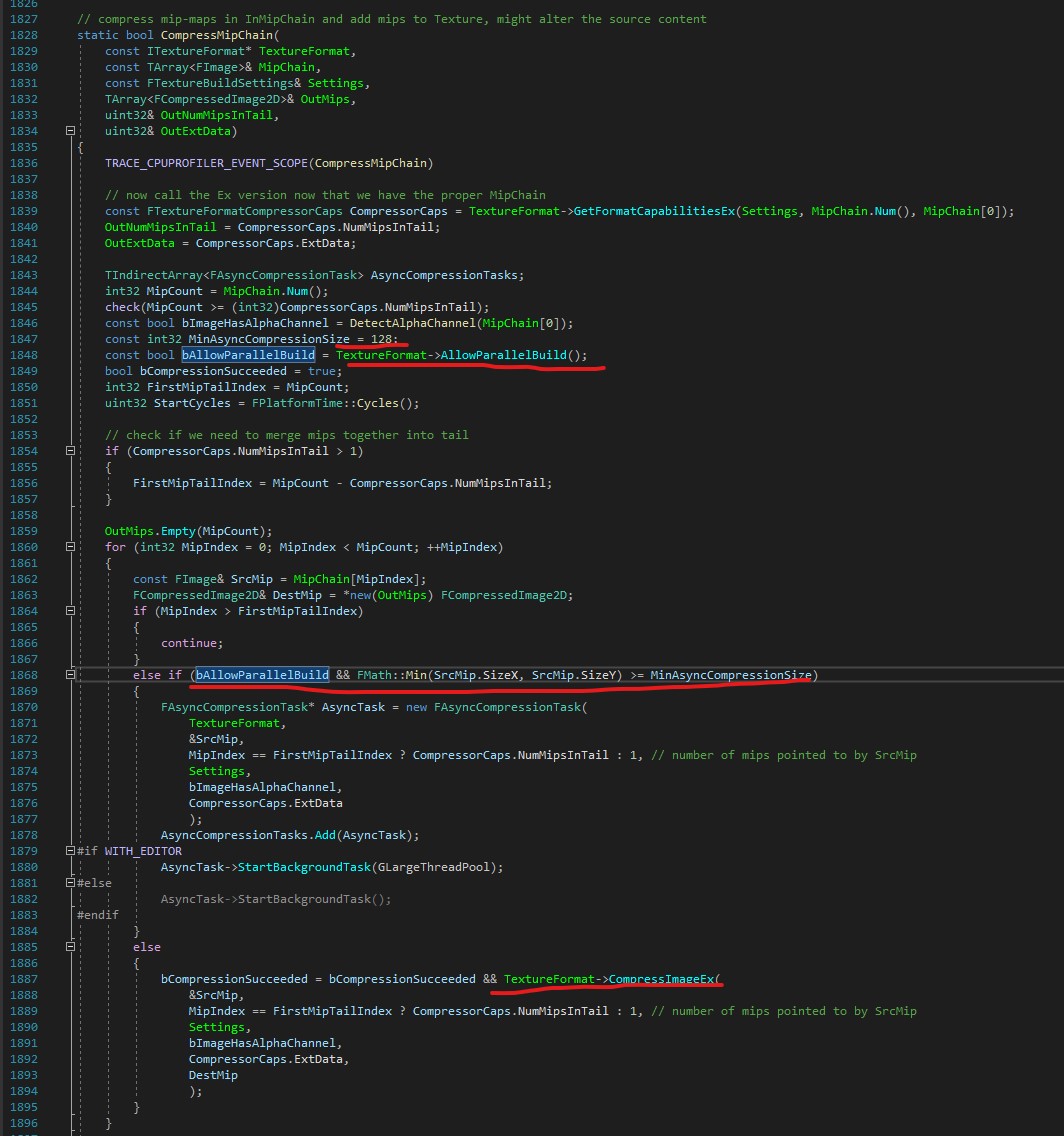 1826
1827 // compress mip-maps in InMipChain and add mips to Texture, might alter the source content
1828 static bool CompressMipChain(
1829 const ITextureFormat* TextureFormat,
1830 const TArray<FImage>& MipChain,
1831 const FTextureBuildSettings& Settings,
1832 TArray<FCompressedImage2D>& OutMips,
1833 uint32& OutNumMipsInTail,
1834 uint32& OutExtData)
1835 {
1836 TRACE_CPUPROFILER_EVENT_SCOPE(CompressMipChain)
1837
1838 // now call the Ex version now that we have the proper MipChain
1839 const FTextureFormatCompressorCaps CompressorCaps = TextureFormat->GetFormatCapabilitiesEx(Settings, MipChain.Num(), MipChain[0]);
1840 OutNumMipsInTail = CompressorCaps.NumMipsInTail;
1841 OutExtData = CompressorCaps.ExtData;
1842
1843 TIndirectArray<FAsyncCompressionTask> AsyncCompressionTasks;
1844 int32 MipCount = MipChain.Num();
1845 check(MipCount >= (int32)CompressorCaps.NumMipsInTail);
1846 const bool bImageHasAlphaChannel = DetectAlphaChannel(MipChain[0]);
1847 const int32 MinAsyncCompressionSize = 128;
1848 const bool bAllowParallelBuild = TextureFormat->AllowParallelBuild();
1849 bool bCompressionSucceeded = true;
1850 int32 FirstMipTailIndex = MipCount;
1851 uint32 StartCycles = FPlatformTime::Cycles();
1852
1853 // check if we need to merge mips together into tail
1854 if (CompressorCaps.NumMipsInTail > 1)
1855 {
1856 FirstMipTailIndex = MipCount - CompressorCaps.NumMipsInTail;
1857 }
1858
1859 OutMips.Empty(MipCount);
1860 for (int32 MipIndex = 0; MipIndex < MipCount; ++MipIndex)
1861 {
1862 const FImage& SrcMip = MipChain[MipIndex];
1863 FCompressedImage2D& DestMip = *new(OutMips) FCompressedImage2D;
1864 if (MipIndex > FirstMipTailIndex)
1865 {
1866 continue;
1867 }
1868 else if (bAllowParallelBuild && FMath::Min(SrcMip.SizeX, SrcMip.SizeY) >= MinAsyncCompressionSize)
1869 {
1870 FAsyncCompressionTask* AsyncTask = new FAsyncCompressionTask(
1871 TextureFormat,
1872 &SrcMip,
1873 MipIndex == FirstMipTailIndex ? CompressorCaps.NumMipsInTail : 1, // number of mips pointed to by SrcMip
1874 Settings,
1875 bImageHasAlphaChannel,
1876 CompressorCaps.ExtData
1877 );
1878 AsyncCompressionTasks.Add(AsyncTask);
1879 #if WITH_EDITOR
1880 AsyncTask->StartBackgroundTask(GLargeThreadPool);
1881 #else
1882 AsyncTask->StartBackgroundTask();
1883 #endif
1884 }
1885 else
1886 {
1887 bCompressionSucceeded = bCompressionSucceeded && TextureFormat->CompressImageEx(
1888 &SrcMip,
1889 MipIndex == FirstMipTailIndex ? CompressorCaps.NumMipsInTail : 1, // number of mips pointed to by SrcMip
1890 Settings,
1891 bImageHasAlphaChannel,
1892 CompressorCaps.ExtData,
1893 DestMip
1894 );
1895 }
1896 }